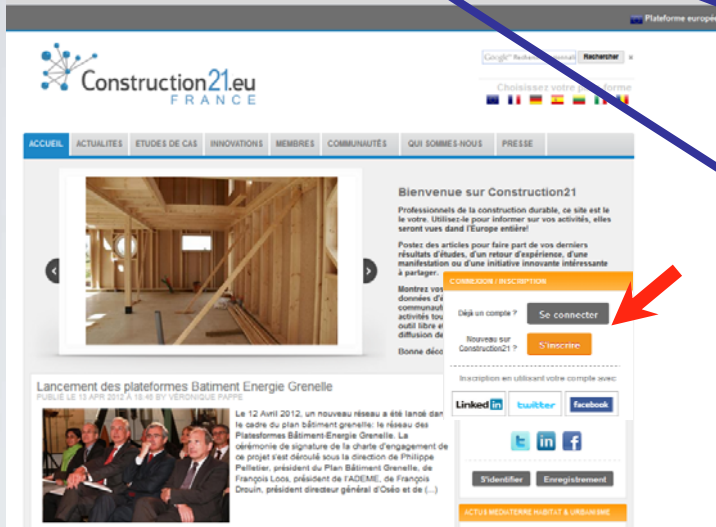 Plateforme europé
Construction21.eu
FRANCE
Google™ Rechercher
Choisissez votre plateforme
ACCUEIL ACTUALITES ETUDES DE CAS INNOVATIONS MEMBRES COMMUNAUTÉS QUI SOMMES-NOUS PRESSE
Bienvenue sur Construction21
Professionnels de la construction durable, ce site est le
le votre. Utilisez-le pour informer sur vos activités, elles
seront vues dand l'Europe entière!
Postez des articles pour faire part de vos derniers
résultats d'études, d'un retour d'expérience, d'une
manifestation ou d'une initiative innovante intéressante
à partager.
Montrez vos
données d'é
communauté
activités tou
outil libre e
diffusion de
Bonne déco
CONNEXION / INSCRIPTION
Déjà un compte ? Se connecter
Nouveau sur
Construction21 ? S'inscrire
Inscription en utilisant votre compte avec:
Linked in twitter facebook
t in f
S'identifier Enregistrement
ACTUS MEDIATERRE HABITAT & URBANISME
Lancement des plateformes Batiment Energie Grenelle
PUBLIÉ LE 13 APR 2012 À 18.48 BY VERONIQUE PAPPE
Le 12 Avril 2012, un nouveau réseau a été lancé dan
le cadre du plan bâtiment grenelle: le réseau des
Plateformes Bâtiment-Energie Grenelle. La
cérémonie de signature de la charte d'engagement de
ce projet s'est déroulé sous la direction de Philippe
Pelletier, président du Plan Bâtiment Grenelle, de
François Loos, président de l'ADEME, de François
Drouin, président directeur général d'Oséo et de (...)